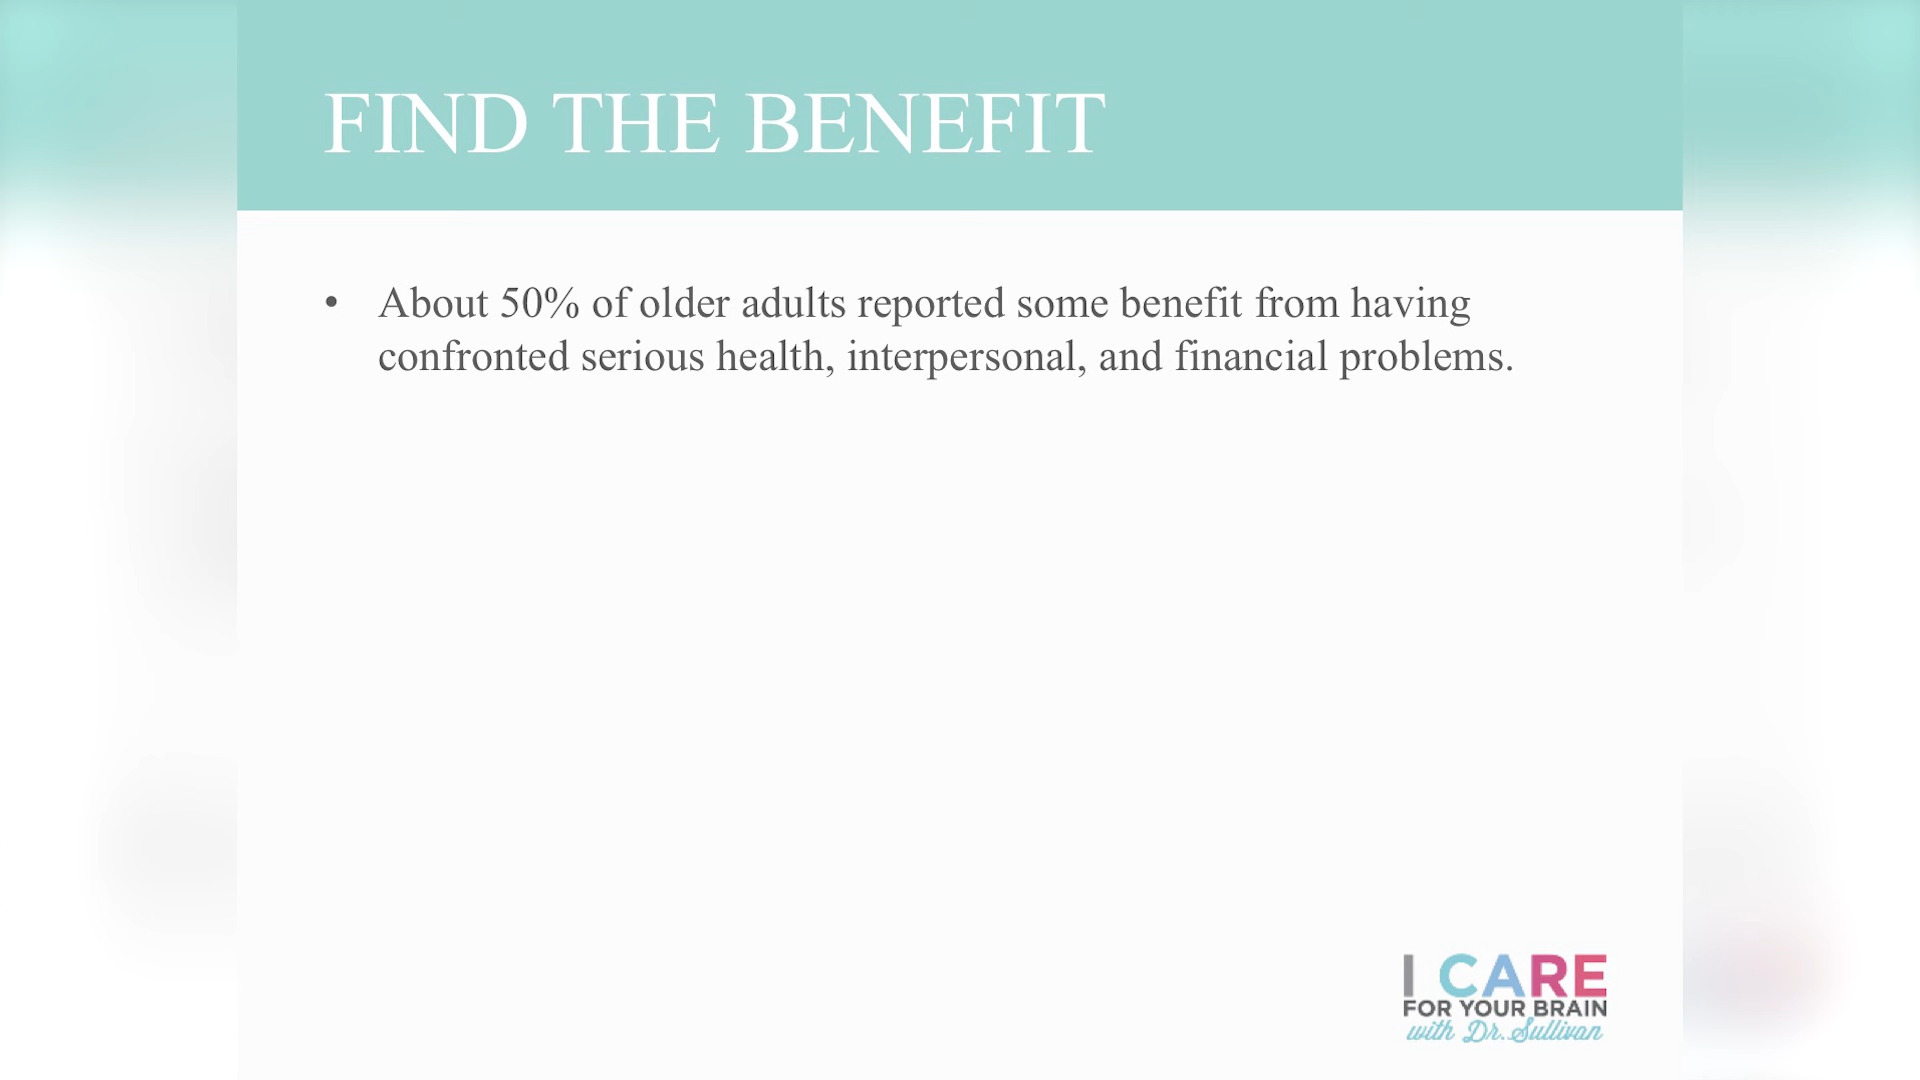 FIND THE BENEFIT
• About 50% of older adults reported some benefit from having
confronted serious health, interpersonal, and financial problems.
I CARE
FOR YOUR BRAIN
with Dr. Sullivan